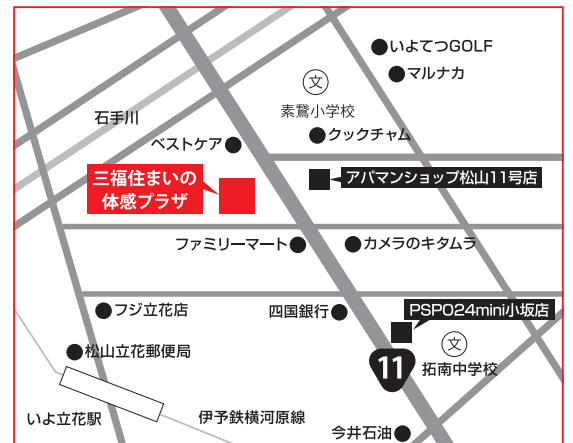 いよてつGOLF
マルナカ
文
素鵞小学校
石手川
クックチャム
ベストケア
三福住まいの
体感プラザ
アパマンショップ松山11号店
ファミリーマート
カメラのキタムラ
フジ立花店
四国銀行
PSPO24mini小坂店
文
松山立花郵便局
11
拓南中学校
いよ立花駅
伊予鉄横河原線
今井石油